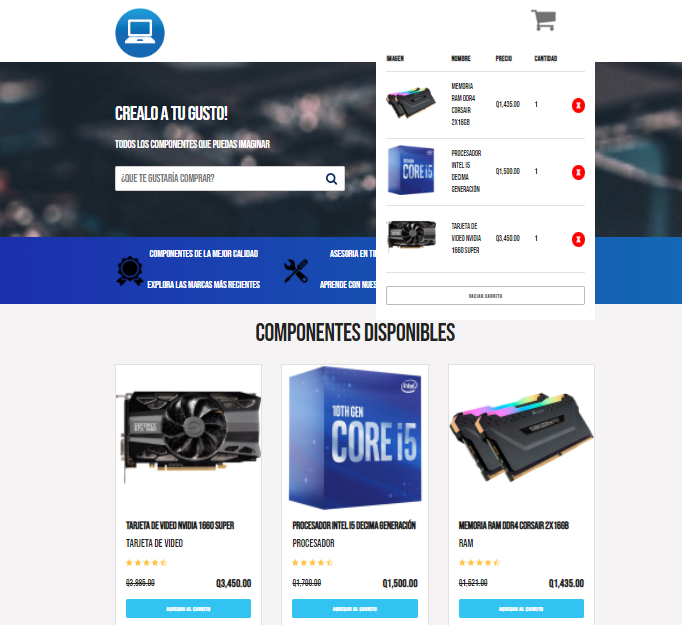 IMAGEN NOMBRE PRECIO CANTIDAD
MEMORIA
RAM DDR4
CORSAIR
2X16GB
Q1,435.00 1 X
PROCESADOR
INTEL I5
DECIMA
GENERACIÓN
Q1,500.00 1 X
TARJETA DE
VIDEO NVIDIA
1660 SUPER
Q3,450.00 1 X
VACIAR CARRITO
CREALO A TU GUSTO!
TODOS LOS COMPONENTES QUE PUEDAS IMAGINAR
¿QUE TE GUSTARÍA COMPRAR?
COMPONENTES DE LA MEJOR CALIDAD
EXPLORA LAS MARCAS MÁS RECIENTES
ASESORIA EN TI
APRENDE CON NUES
COMPONENTES DISPONIBLES
intel
10TH GEN
CORE i5
TARJETA DE VIDEO NVIDIA 1660 SUPER
TARJETA DE VIDEO
Q3,985.00 Q3,450.00
AGREGAR AL CARRITO
PROCESADOR INTEL I5 DECIMA GENERACIÓN
PROCESADOR
Q1,700.00 Q1,500.00
AGREGAR AL CARRITO
MEMORIA RAM DDR4 CORSAIR 2X16GB
RAM
Q1,521.00 Q1,435.00
AGREGAR AL CARRITO